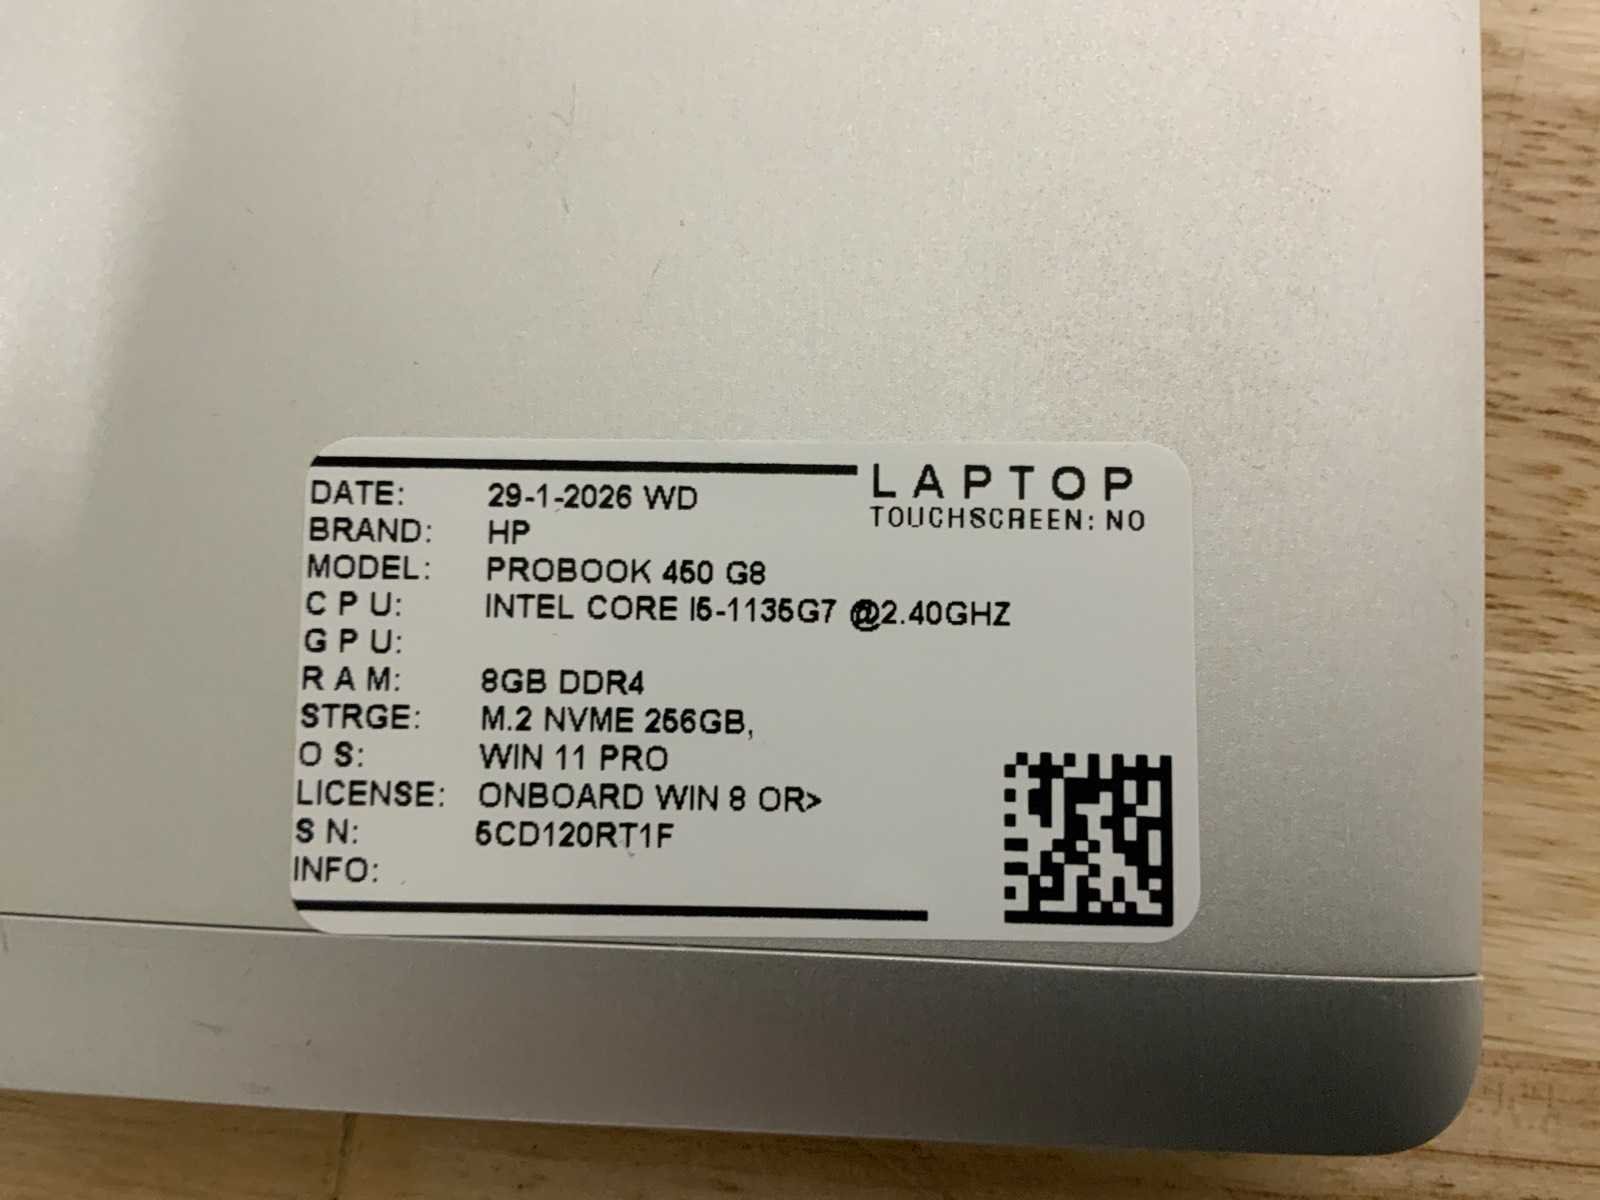 LAPTOP
TOUCHSCREEN: NO
DATE: 29-1-2026 WD
BRAND: HP
MODEL: PROBOOK 450 G8
C P U: INTEL CORE I5-1135G7 @2.40GHZ
G P U:
R A M: 8GB DDR4
STRGE: M.2 NVME 256GB,
O S: WIN 11 PRO
LICENSE: ONBOARD WIN 8 OR>
S N: 5CD120RT1F
INFO: